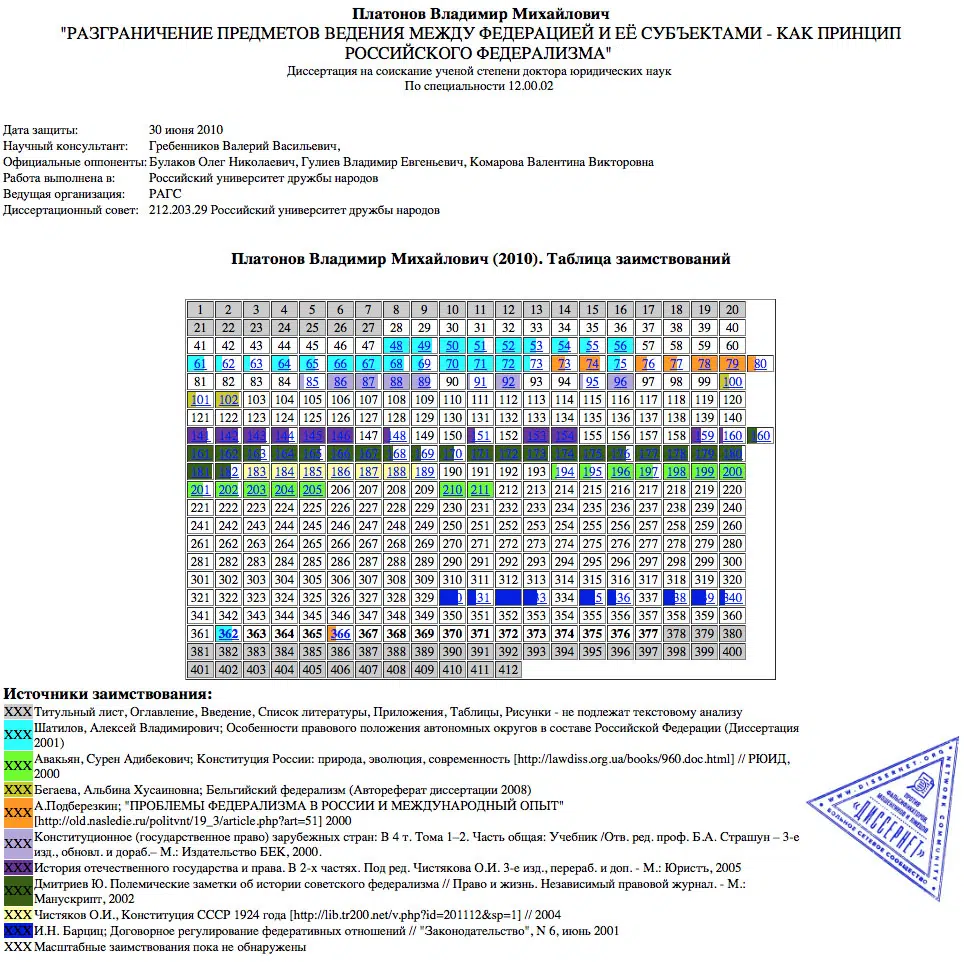 Платонов Владимир Михайлович
"РАЗГРАНИЧЕНИЕ ПРЕДМЕТОВ ВЕДЕНИЯ МЕЖДУ ФЕДЕРАЦИЕЙ И ЕЁ СУБЪЕКТАМИ - КАК ПРИНЦИП
РОССИЙСКОГО ФЕДЕРАЛИЗМА"
Диссертация на соискание ученой степени доктора юридических наук
По специальности 12.00.02
Дата защиты: 30 июня 2010
Научный консультант: Гребенников Валерий Васильевич,
Официальные оппоненты: Булаков Олег Николаевич, Гулиев Владимир Евгеньевич, Комарова Валентина Викторовна
Работа выполнена в: Российский университет дружбы народов
Ведущая организация: РАГС
Диссертационный совет: 212.203.29 Российский университет дружбы народов
Платонов Владимир Михайлович (2010). Таблица заимствований
1 2 3 4 5 6 7 8 9 10 11 12 13 14 15 16 17 18 19 20
21 22 23 24 25 26 27 28 29 30 31 32 33 34 35 36 37 38 39 40
41 42 43 44 45 46 47 48 49 50 51 52 53 54 55 56 57 58 59 60
61 62 63 64 65 66 67 68 69 70 71 72 73 73 74 75 76 77 78 79 80
81 82 83 84 85 86 87 88 89 90 91 92 93 94 95 96 97 98 99 100
101 102 103 104 105 106 107 108 109 110 111 112 113 114 115 116 117 118 119 120
121 122 123 124 125 126 127 128 129 130 131 132 133 134 135 136 137 138 139 140
141 142 143 144 145 146 147 148 149 150 151 152 153 154 155 156 157 158 159 160 160
161 162 163 164 165 166 167 168 169 170 171 172 173 174 175 176 177 178 179 180
181 182 183 184 185 186 187 188 189 190 191 192 193 194 195 196 197 198 199 200
201 202 203 204 205 206 207 208 209 210 211 212 213 214 215 216 217 218 219 220
221 222 223 224 225 226 227 228 229 230 231 232 233 234 235 236 237 238 239 240
241 242 243 244 245 246 247 248 249 250 251 252 253 254 255 256 257 258 259 260
261 262 263 264 265 266 267 268 269 270 271 272 273 274 275 276 277 278 279 280
281 282 283 284 285 286 287 288 289 290 291 292 293 294 295 296 297 298 299 300
301 302 303 304 305 306 307 308 309 310 311 312 313 314 315 316 317 318 319 320
321 322 323 324 325 326 327 328 329 334 337
341 342 343 344 345 346 347 348 349 350 351 352 353 354 355 356 357 358 359 360
361 362 363 364 365 366 367 368 369 370 371 372 373 374 375 376 377 378 379 380
381 382 383 384 385 386 387 388 389 390 391 392 393 394 395 396 397 398 399 400
401 402 403 404 405 406 407 408 409 410 411 412
Источники заимствования:
XXX Титульный лист, Оглавление, Введение, Список литературы, Приложения, Таблицы, Рисунки - не подлежат текстовому анализу
XXX Шатилов, Алексей Владимирович; Особенности правового положения автономных округов в составе Российской Федерации (Диссертация
2001)
XXX Авакьян, Сурен Адибекович; Конституция России: природа, эволюция, современность [http://lawdiss.org.ua/books/960.doc.html] // РЮИД,
2000
XXX Бегаева, Альбина Хусаиновна; Бельгийский федерализм (Автореферат диссертации 2008)
XXX А.Подберезкин; "ПРОБЛЕМЫ ФЕДЕРАЛИЗМА В РОССИИ И МЕЖДУНАРОДНЫЙ ОПЫТ"
[http://old.nasledie.ru/politvnt/19_3/article.php?art=51] 2000
XXX Конституционное (государственное право) зарубежных стран: В 4 т. Тома 1–2. Часть общая: Учебник /Отв. ред. проф. Б.А. Страшун – 3-е
изд., обновл. и дораб.– М.: Издательство БЕК, 2000.
XXX История отечественного государства и права. В 2-х частях. Под ред. Чистякова О.И. 3-е изд., перераб. и доп. - М.: Юристъ, 2005
XXX Дмитриев Ю. Полемические заметки об истории советского федерализма // Право и жизнь. Независимый правовой журнал. - М.:
Манускрипт, 2002
XXX Чистяков О.И., Конституция СССР 1924 года [http://lib.tr200.net/v.php?id=201112&sp=1] // 2004
XXX И.Н. Барциц; Договорное регулирование федеративных отношений // "Законодательство", N 6, июнь 2001
XXX Масштабные заимствования пока не обнаружены
WWW.DISSERNET.ORG
NETWORK COMMUNITY
ВОЛЬНОЕ СЕТЕВОЕ СООБЩЕСТВО
ПРОТИВ
«ДИССЕРНЕТ»